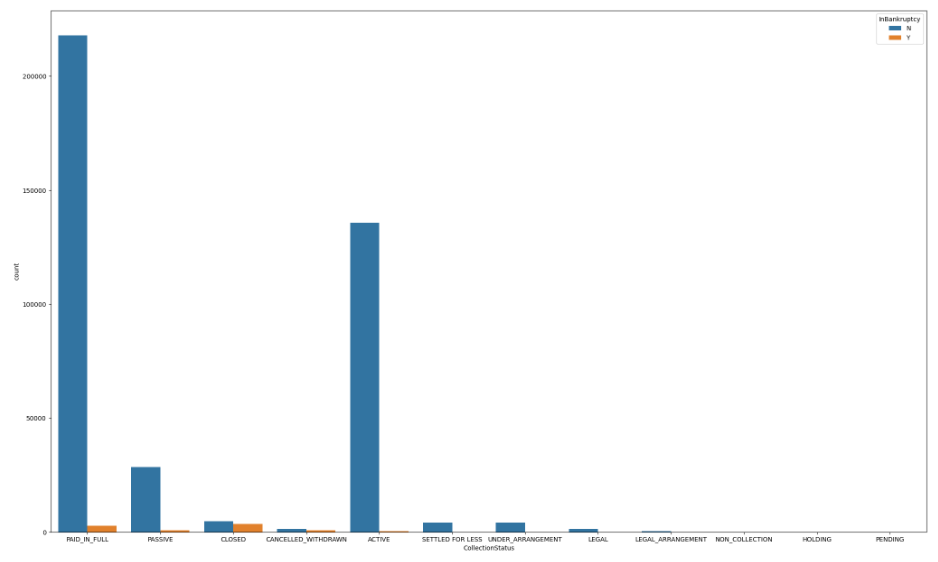 InBankruptcy
N
Y
200000
150000
100000
50000
0
count
PAID_IN_FULL PASSIVE CLOSED CANCELLED_WITHDRAWN ACTIVE SETTLED FOR LESS UNDER_ARRANGEMENT LEGAL LEGAL_ARRANGEMENT NON_COLLECTION HOLDING PENDING
CollectionStatus